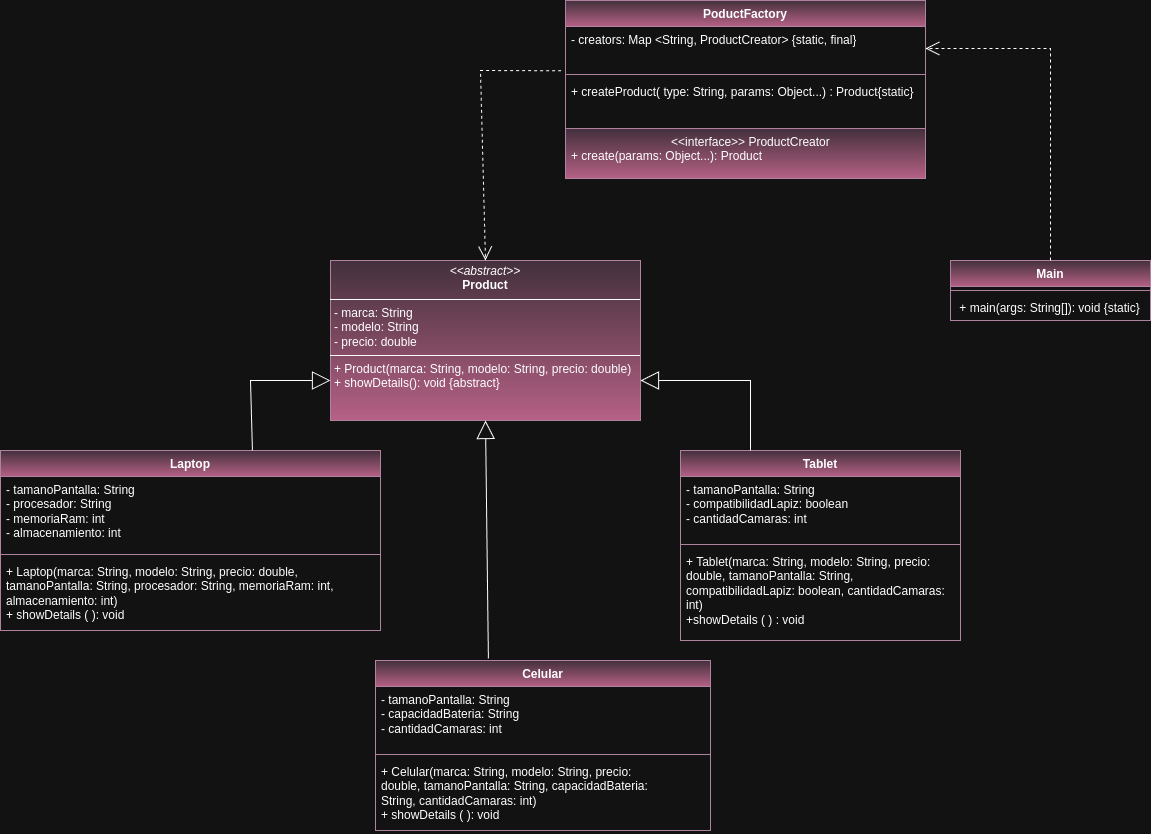 PoductFactory
- creators: Map <String, ProductCreator> {static, final}
+ createProduct( type: String, params: Object...) : Product{static}
<<interface>> ProductCreator
+ create(params: Object...): Product
<<abstract>>
Product
- marca: String
- modelo: String
- precio: double
+ Product(marca: String, modelo: String, precio: double)
+ showDetails(): void {abstract}
Main
+ main(args: String[]): void {static}
Laptop
- tamanoPantalla: String
- procesador: String
- memoriaRam: int
- almacenamiento: int
+ Laptop(marca: String, modelo: String, precio: double,
tamanoPantalla: String, procesador: String, memoriaRam: int,
almacenamiento: int)
+ showDetails ( ): void
Tablet
- tamanoPantalla: String
- compatibilidadLapiz: boolean
- cantidadCamaras: int
+ Tablet(marca: String, modelo: String, precio:
double, tamanoPantalla: String,
compatibilidadLapiz: boolean, cantidadCamaras:
int)
+showDetails ( ) : void
Celular
- tamanoPantalla: String
- capacidadBateria: String
- cantidadCamaras: int
+ Celular(marca: String, modelo: String, precio:
double, tamanoPantalla: String, capacidadBateria:
String, cantidadCamaras: int)
+ showDetails ( ): void